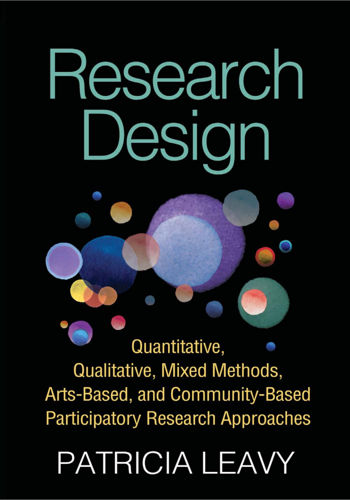 Research
Design
Quantitative,
Qualitative, Mixed Methods,
Arts-Based, and Community-Based
Participatory Research Approaches
PATRICIA LEAVY